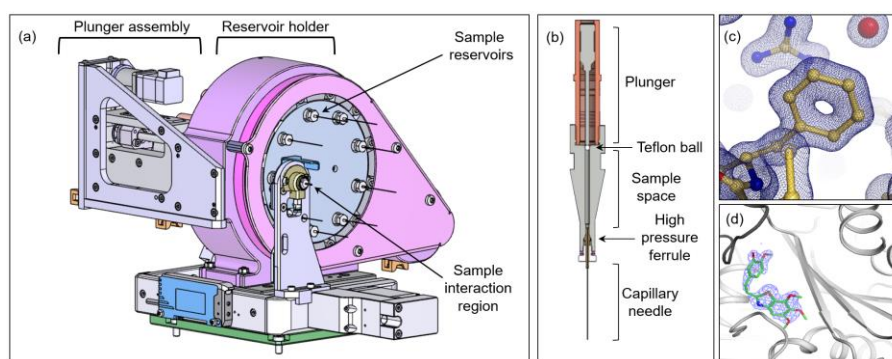 (a)
Plunger assembly
Reservoir holder
Sample
reservoirs
Sample
interaction
region
(b)
Plunger
Teflon ball
Sample
space
High
pressure
ferrule
Capillary
needle
(c)
(d)